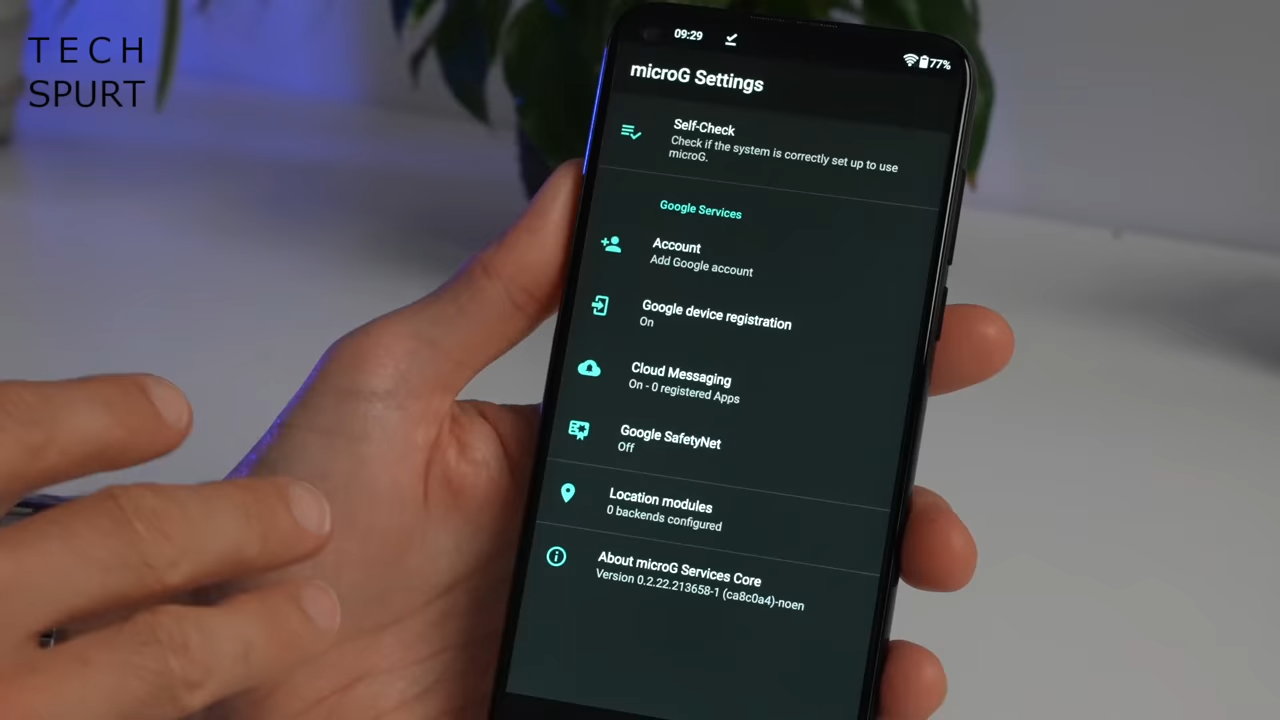 TECH
SPURT
09:29
77%
microG Settings
Self-Check
Check if the system is correctly set up to use
microG.
Google Services
Account
Add Google account
Google device registration
On
Cloud Messaging
On - 0 registered Apps
Google SafetyNet
Off
Location modules
0 backends configured
About microG Services Core
Version 0.2.22.213658-1 (ca8c0a4)-noen